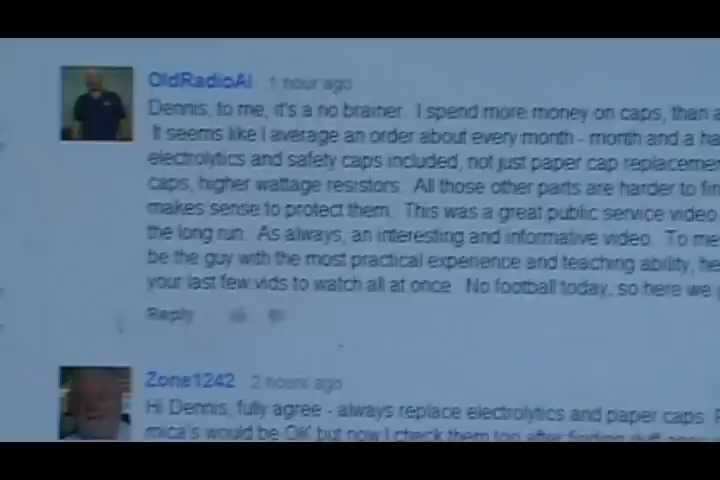 OldRadioAl 1 hour ago
Dennis, to me, it's a no brainer. I spend more money on caps, than a
It seems like I average an order about every month - month and a ha
electrolytics and safety caps included, not just paper cap replaceme
caps, higher wattage resistors. All those other parts are harder to fin
makes sense to protect them. This was a great public service video
the long run. As always, an interesting and informative video. To me
be the guy with the most practical experience and teaching ability, he
your last few vids to watch all at once. No football today, so here we
Reply
Zone1242 2 hours ago
Hi Dennis, fully agree - always replace electrolytics and paper caps.
mica's would be OK but now I check them too after finding